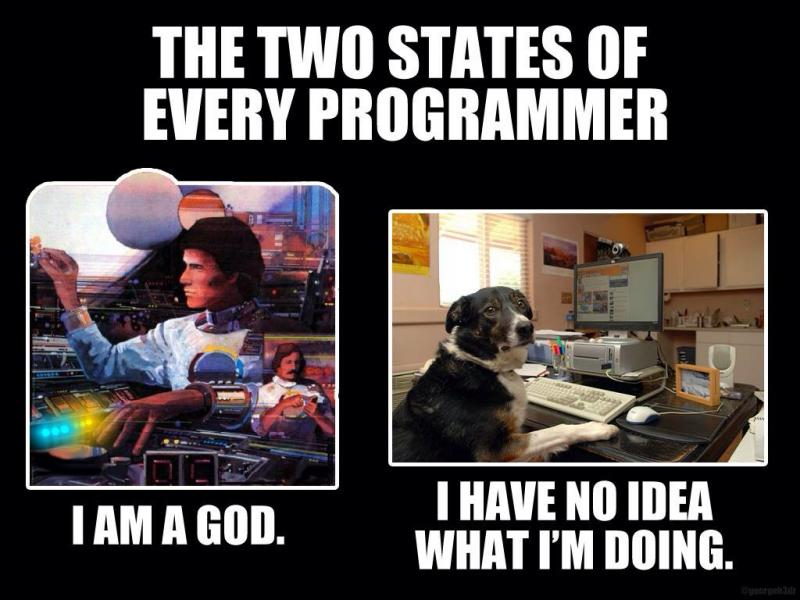 THE TWO STATES OF
EVERY PROGRAMMER
I AM A GOD.
I HAVE NO IDEA
WHAT I'M DOING.